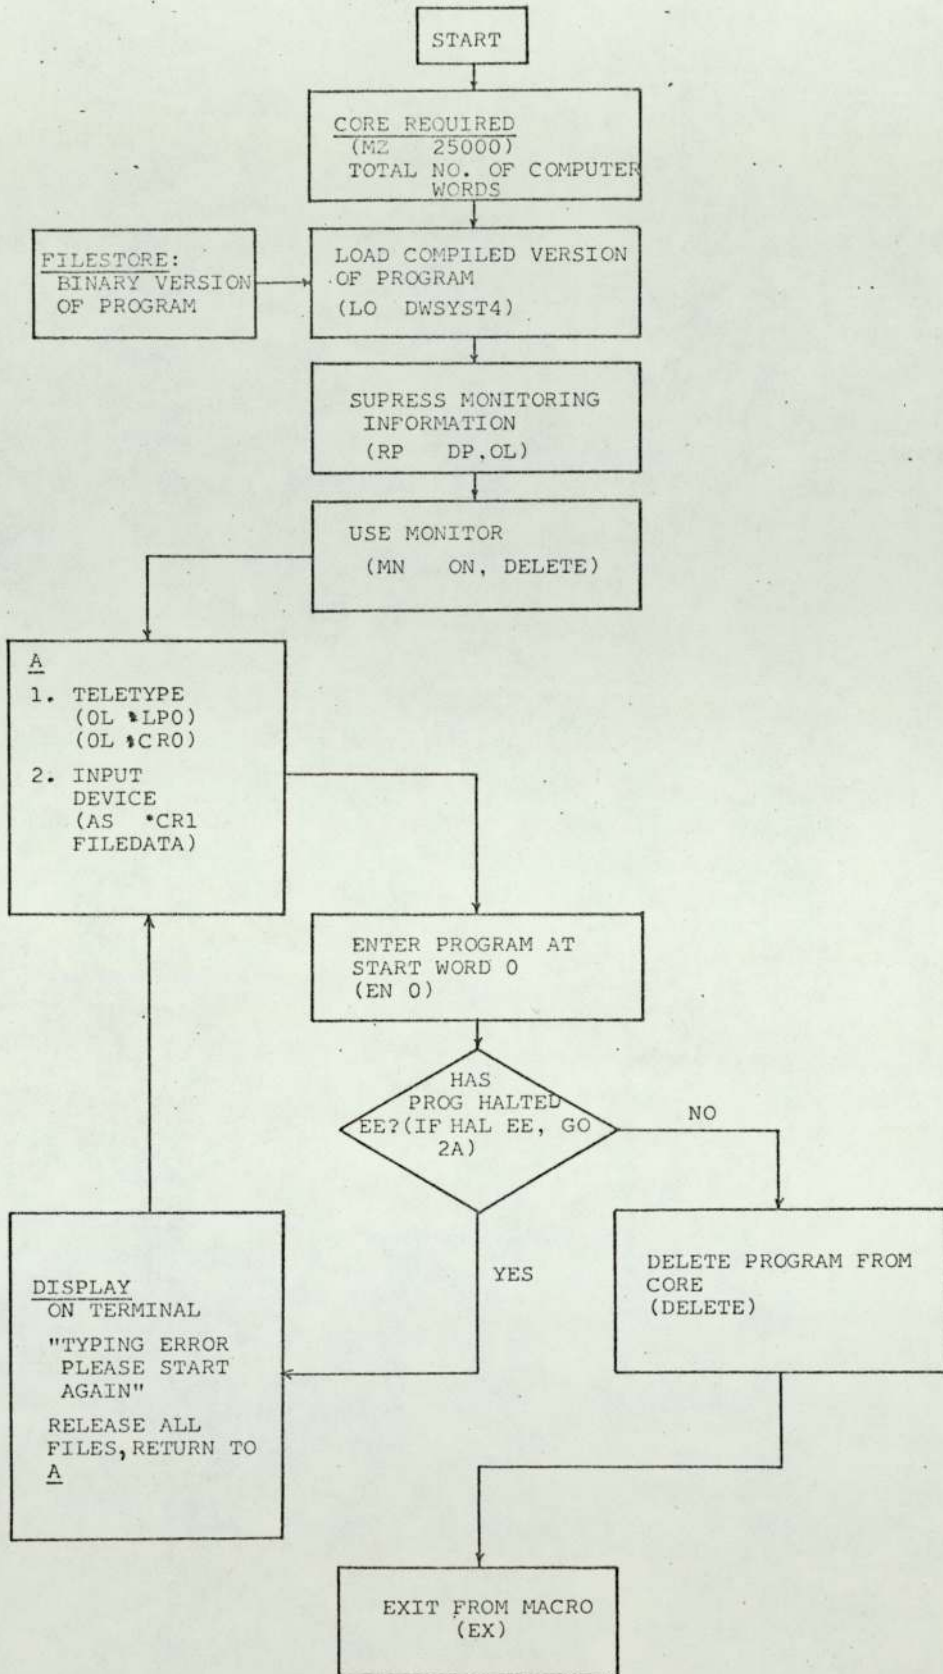 START
CORE REQUIRED
(MZ 25000)
TOTAL NO. OF COMPUTER
WORDS
FILESTORE:
BINARY VERSION
OF PROGRAM
LOAD COMPILED VERSION
OF PROGRAM
(LO DWSYST4)
SUPRESS MONITORING
INFORMATION
(RP DP,OL)
USE MONITOR
(MN ON, DELETE)
A
1. TELETYPE
(OL *LPO)
(OL *CRO)
2. INPUT
DEVICE
(AS *CR1
FILEDATA)
ENTER PROGRAM AT
START WORD 0
(EN 0)
HAS
PROG HALTED
EE?(IF HAL EE, GO
2A)
NO
YES
DISPLAY
ON TERMINAL
"TYPING ERROR
PLEASE START
AGAIN"
RELEASE ALL
FILES,RETURN TO
A
DELETE PROGRAM FROM
CORE
(DELETE)
EXIT FROM MACRO
(EX)